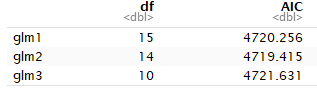 df AIC
<dbl> <dbl>
glm1 15 4720.256
glm2 14 4719.415
glm3 10 4721.631